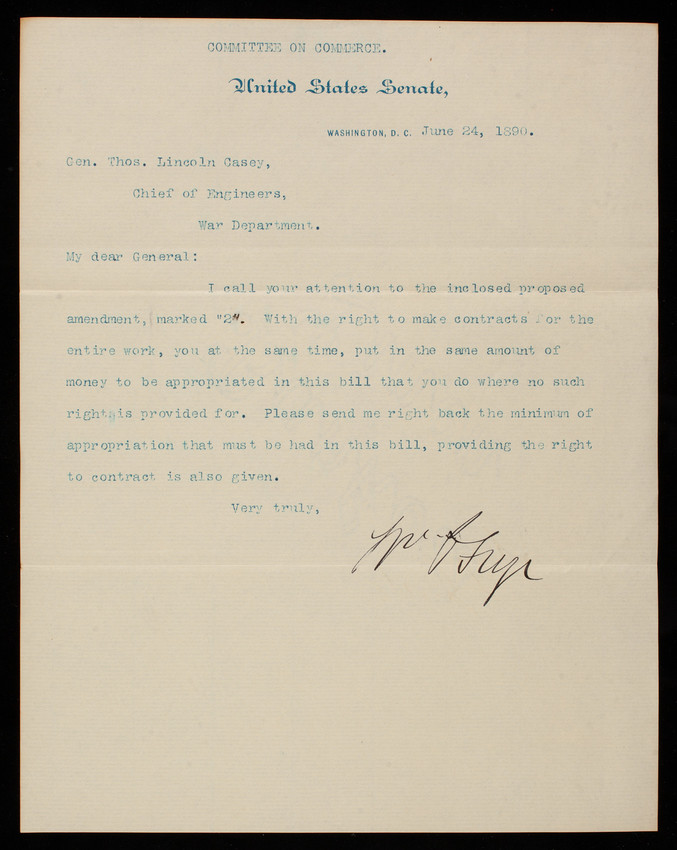 COMMITTEE ON COMMERCE.
United States Senate,
WASHINGTON, D. C. June 24, 1890.
Gen. Thos. Lincoln Casey,
Chief of Engineers,
War Department.
My dear General:
I call your attention to the inclosed proposed
amendment, marked "2". With the right to make contracts for the
entire work, you at the same time, put in the same amount of
money to be appropriated in this bill that you do where no such
right is provided for. Please send me right back the minimum of
appropriation that must be had in this bill, providing the right
to contract is also given.
Very truly,
Wm P Frye